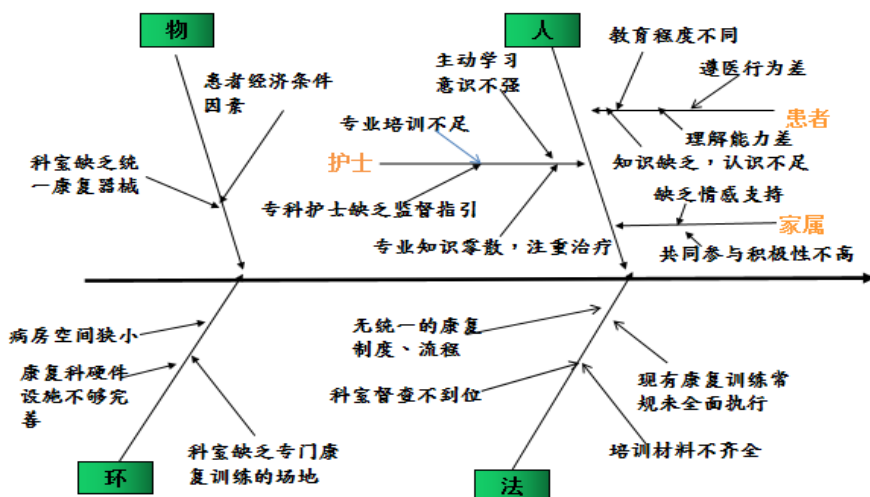 物
人
患者经济条件
因素
科室缺乏统
一康复器械
主动学习
意识不强
专业培训不足
护士
专科护士缺乏监督指引
专业知识零散，注重治疗
教育程度不同
遵医行为差
患者
理解能力差
知识缺乏，认识不足
缺乏情感支持
家属
共同参与积极性不高
病房空间狭小
康复科硬件
设施不够完
善
科室缺乏专门康
复训练的场地
环
无统一的康复
制度、流程
科室督查不到位
现有康复训练常
规未全面执行
培训材料不齐全
法